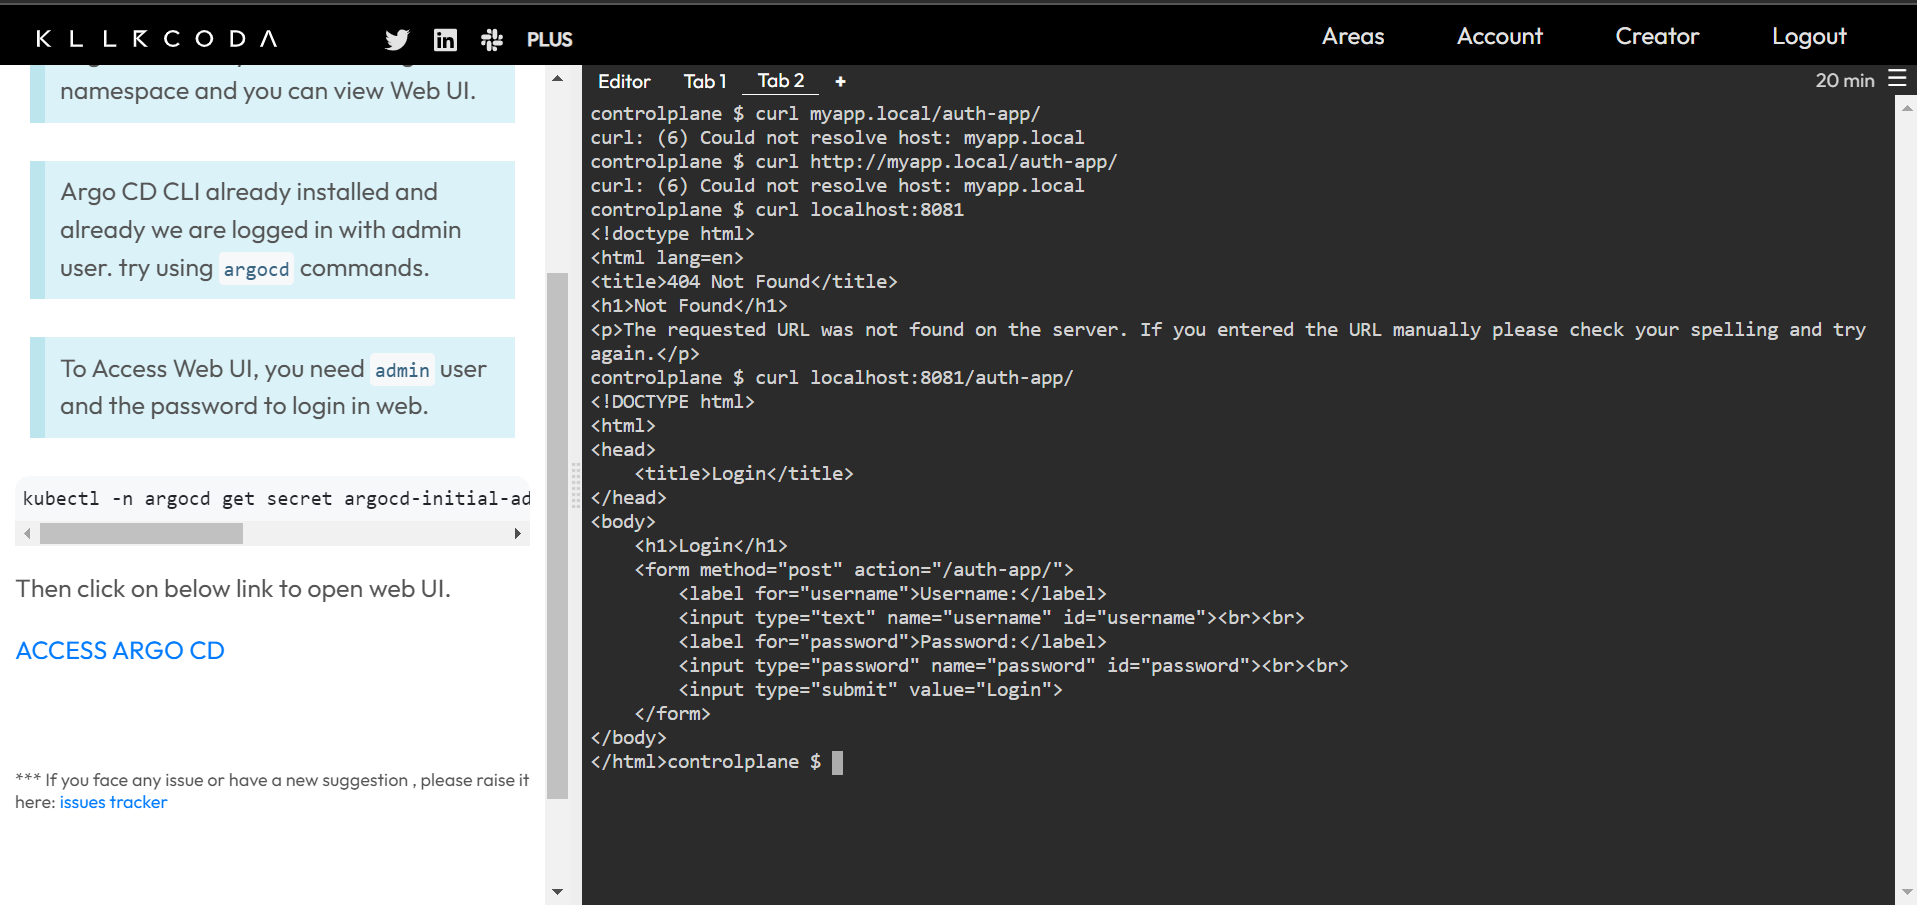 KLLRCODA PLUS Areas Account Creator Logout
namespace and you can view Web UI.
Argo CD CLI already installed and
already we are logged in with admin
user. try using argocd commands.
To Access Web UI, you need admin user
and the password to login in web.
kubectl -n argocd get secret argocd-initial-ad
Then click on below link to open web UI.
ACCESS ARGO CD
*** If you face any issue or have a new suggestion , please raise it
here: issues tracker
Editor Tab 1 Tab 2 + 20 min
controlplane $ curl myapp.local/auth-app/
curl: (6) Could not resolve host: myapp.local
controlplane $ curl http://myapp.local/auth-app/
curl: (6) Could not resolve host: myapp.local
controlplane $ curl localhost:8081
<!doctype html>
<html lang=en>
<title>404 Not Found</title>
<h1>Not Found</h1>
<p>The requested URL was not found on the server. If you entered the URL manually please check your spelling and try
again.</p>
controlplane $ curl localhost:8081/auth-app/
<!DOCTYPE html>
<html>
<head>
    <title>Login</title>
</head>
<body>
    <h1>Login</h1>
    <form method="post" action="/auth-app/">
        <label for="username">Username:</label>
        <input type="text" name="username" id="username"><br><br>
        <label for="password">Password:</label>
        <input type="password" name="password" id="password"><br><br>
        <input type="submit" value="Login">
    </form>
</body>
</html>controlplane $